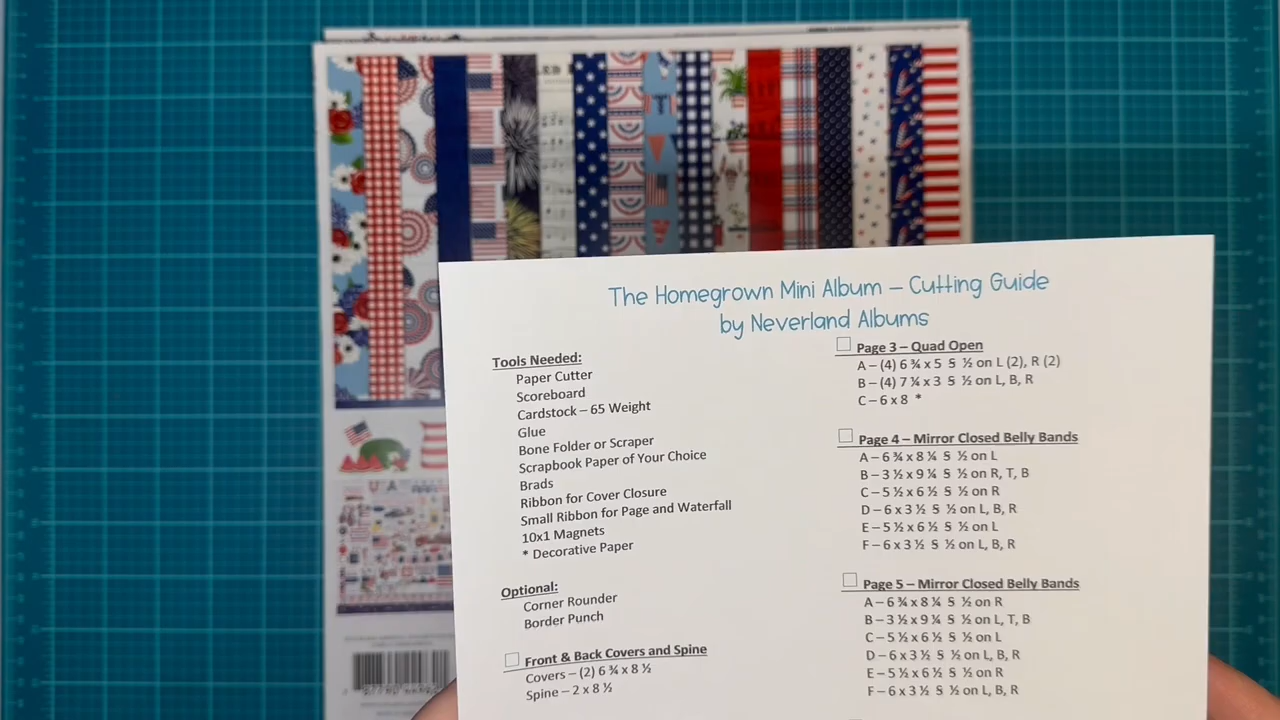 The Homegrown Mini Album – Cutting Guide
by Neverland Albums
Tools Needed:
Paper Cutter
Scoreboard
Cardstock – 65 Weight
Glue
Bone Folder or Scraper
Scrapbook Paper of Your Choice
Brads
Ribbon for Cover Closure
Small Ribbon for Page and Waterfall
10x1 Magnets
* Decorative Paper
Optional:
Corner Rounder
Border Punch
Front & Back Covers and Spine
Covers – (2) 6 ¾ x 8 ½
Spine – 2 x 8 ½
Page 3 – Quad Open
A – (4) 6 ¾ x 5 S ½ on L (2), R (2)
B – (4) 7 ¼ x 3 S ½ on L, B, R
C – 6 x 8 *
Page 4 – Mirror Closed Belly Bands
A – 6 ¾ x 8 ¼ S ½ on L
B – 3 ½ x 9 ¼ S ½ on R, T, B
C – 5 ½ x 6 ½ S ½ on R
D – 6 x 3 ½ S ½ on L, B, R
E – 5 ½ x 6 ½ S ½ on L
F – 6 x 3 ½ S ½ on L, B, R
Page 5 – Mirror Closed Belly Bands
A – 6 ¾ x 8 ¼ S ½ on R
B – 3 ½ x 9 ¼ S ½ on L, T, B
C – 5 ½ x 6 ½ S ½ on L
D – 6 x 3 ½ S ½ on L, B, R
E – 5 ½ x 6 ½ S ½ on R
F – 6 x 3 ½ S ½ on L, B, R